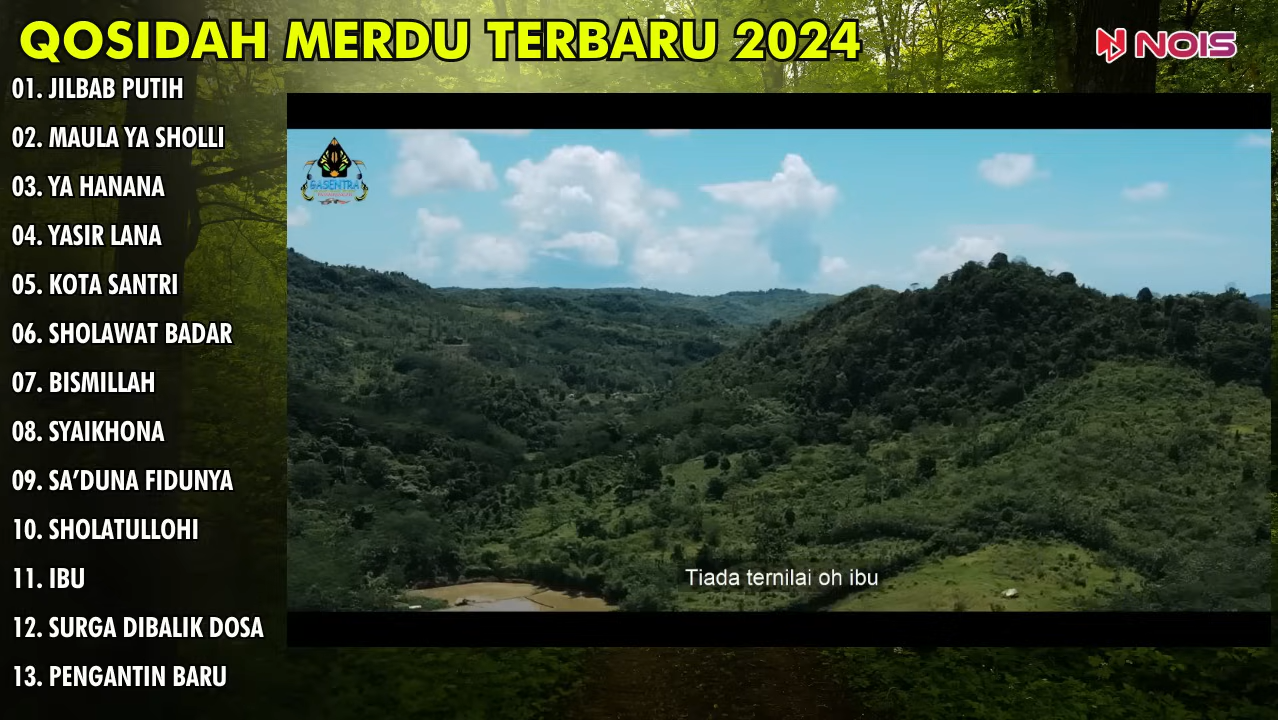 QOSIDAH MERDU TERBARU 2024
NOIS
01. JILBAB PUTIH
02. MAULA YA SHOLLI
03. YA HANANA
04. YASIR LANA
05. KOTA SANTRI
06. SHOLAWAT BADAR
07. BISMILLAH
08. SYAIKHONA
09. SA’DUNA FIDUNYA
10. SHOLATULLOHI
11. IBU
12. SURGA DIBALIK DOSA
13. PENGANTIN BARU
GASENTRA
Tiada ternilai oh ibu